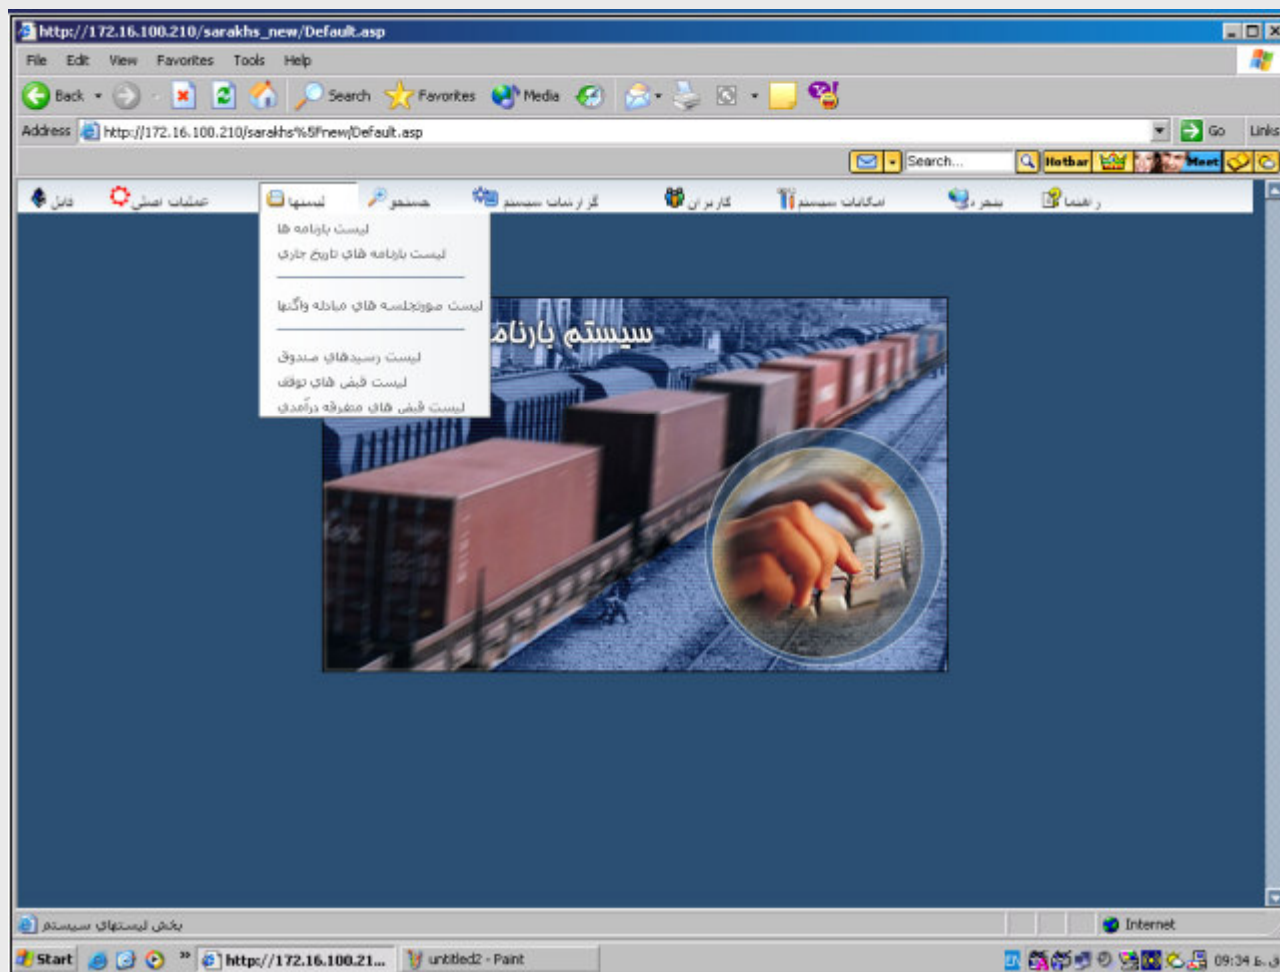 http://172.16.100.210/sarakhs_new/Default.asp
File Edit View Favorites Tools Help
Back Search Favorites Media
Address http://172.16.100.210/sarakhs%5Fnew/Default.asp Go Links
Search... Hotbar Meet
فایل عملیات اصلی لیستها جستجو گزارشات سیستم کاربران امکانات سیستم پنجره راهنما
لیست بارنامه ها
لیست بارنامه های تاریخ جاری
لیست صورتجلسه های مبادله واگنها
لیست رسیدهای صندوق
لیست قبض های توقف
لیست قبض های متفرقه درآمدی
سیستم بارنام
بخش لیستهای سیستم Internet
Start http://172.16.100.21... untitled2 - Paint EN 09:34 ق.ظ